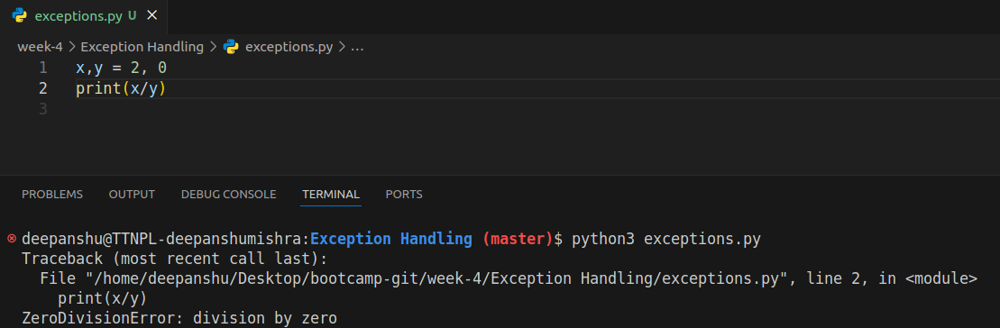 exceptions.py U
week-4 > Exception Handling > exceptions.py > ...
1 x,y = 2, 0
2 print(x/y)
3
PROBLEMS OUTPUT DEBUG CONSOLE TERMINAL PORTS
deepanshu@TTNPL-deepanshumishra:Exception Handling (master)$ python3 exceptions.py
Traceback (most recent call last):
  File "/home/deepanshu/Desktop/bootcamp-git/week-4/Exception Handling/exceptions.py", line 2, in <module>
    print(x/y)
ZeroDivisionError: division by zero